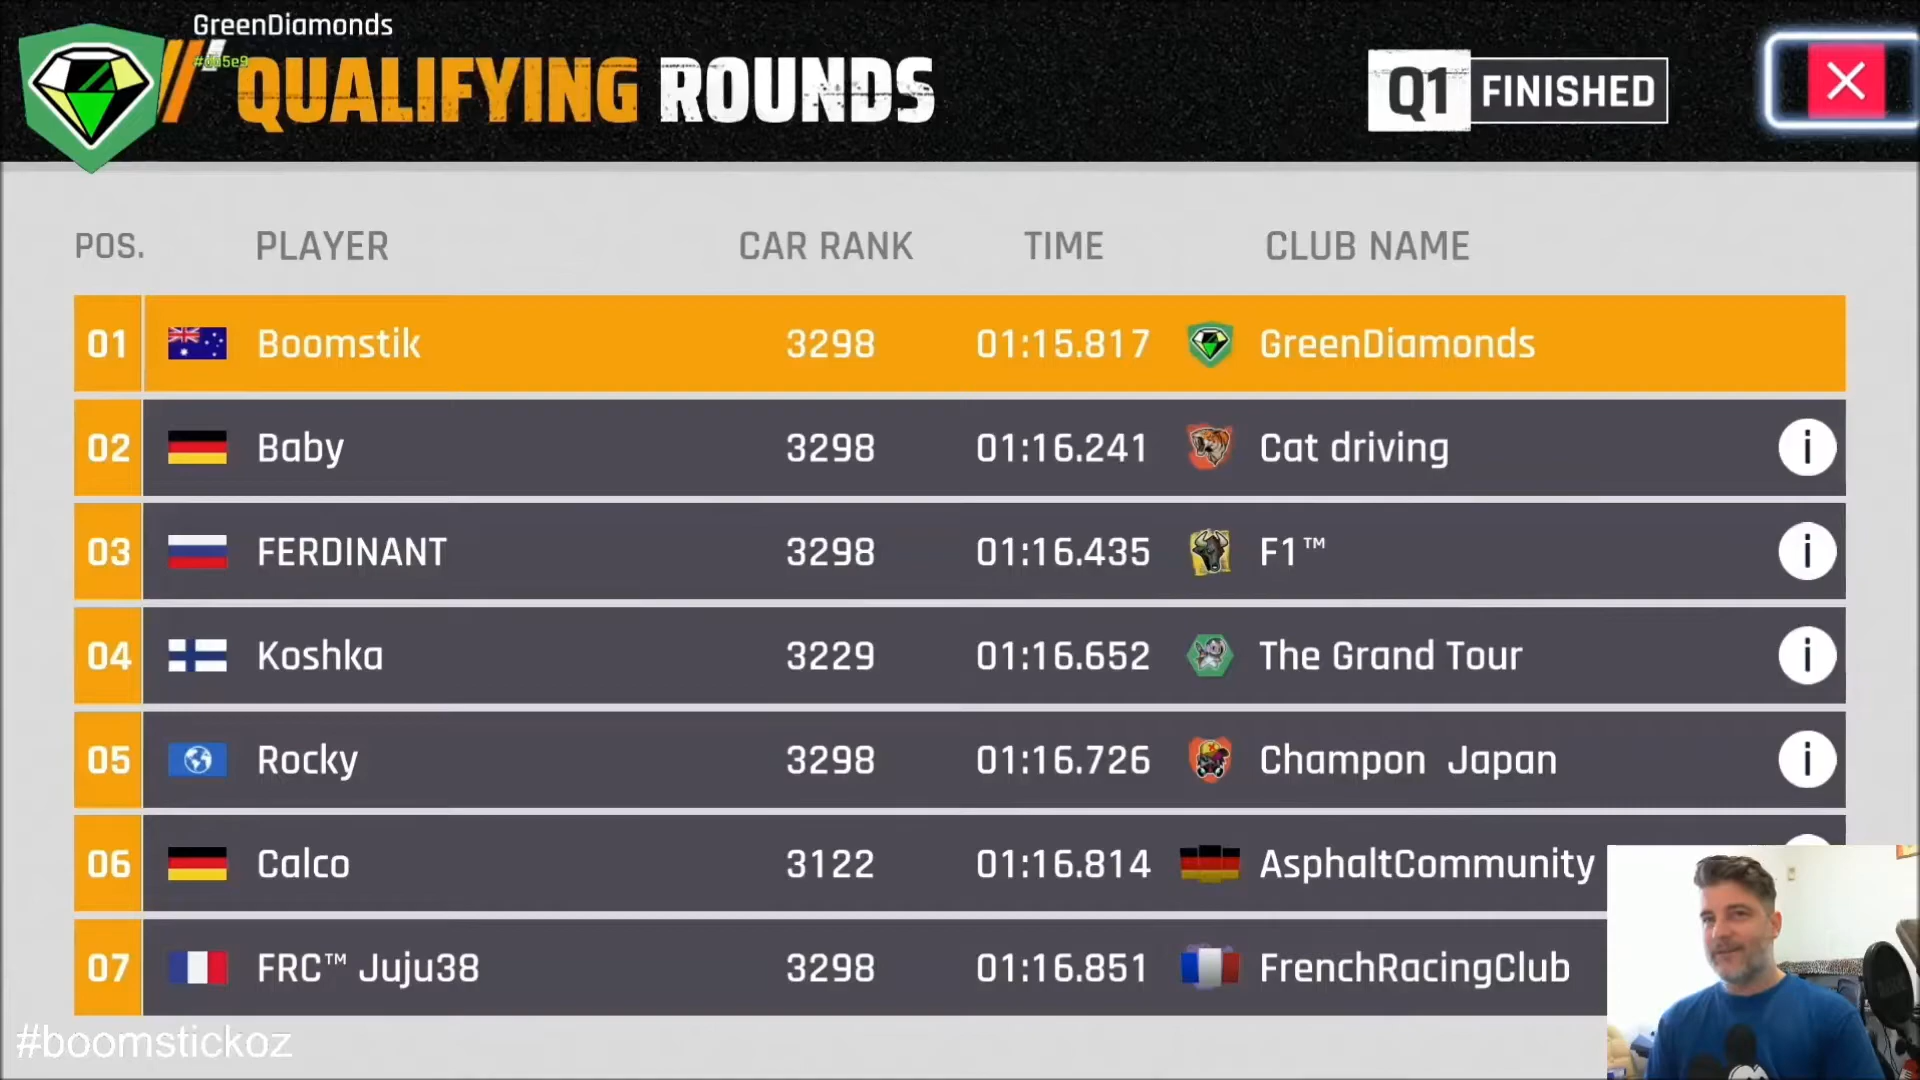 GreenDiamonds
QUALIFYING ROUNDS
Q1 FINISHED
POS. PLAYER CAR RANK TIME CLUB NAME
01 Boomstik 3298 01:15.817 GreenDiamonds
02 Baby 3298 01:16.241 Cat driving
03 FERDINANT 3298 01:16.435 F1™
04 Koshka 3229 01:16.652 The Grand Tour
05 Rocky 3298 01:16.726 Champon Japan
06 Calco 3122 01:16.814 AsphaltCommunity
07 FRC™ Juju38 3298 01:16.851 FrenchRacingClub
#boomstickoz